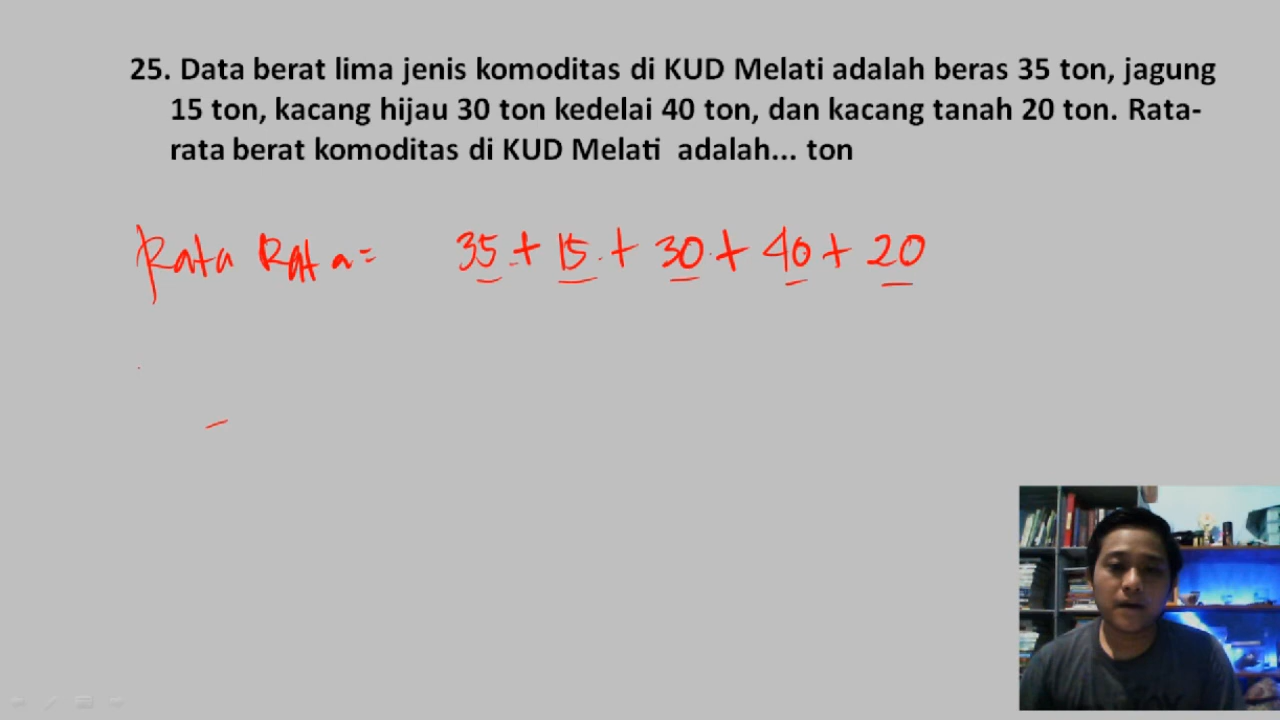 25. Data berat lima jenis komoditas di KUD Melati adalah beras 35 ton, jagung
15 ton, kacang hijau 30 ton kedelai 40 ton, dan kacang tanah 20 ton. Rata-
rata berat komoditas di KUD Melati adalah... ton
Rata Rata = 35 + 15 + 30 + 40 + 20